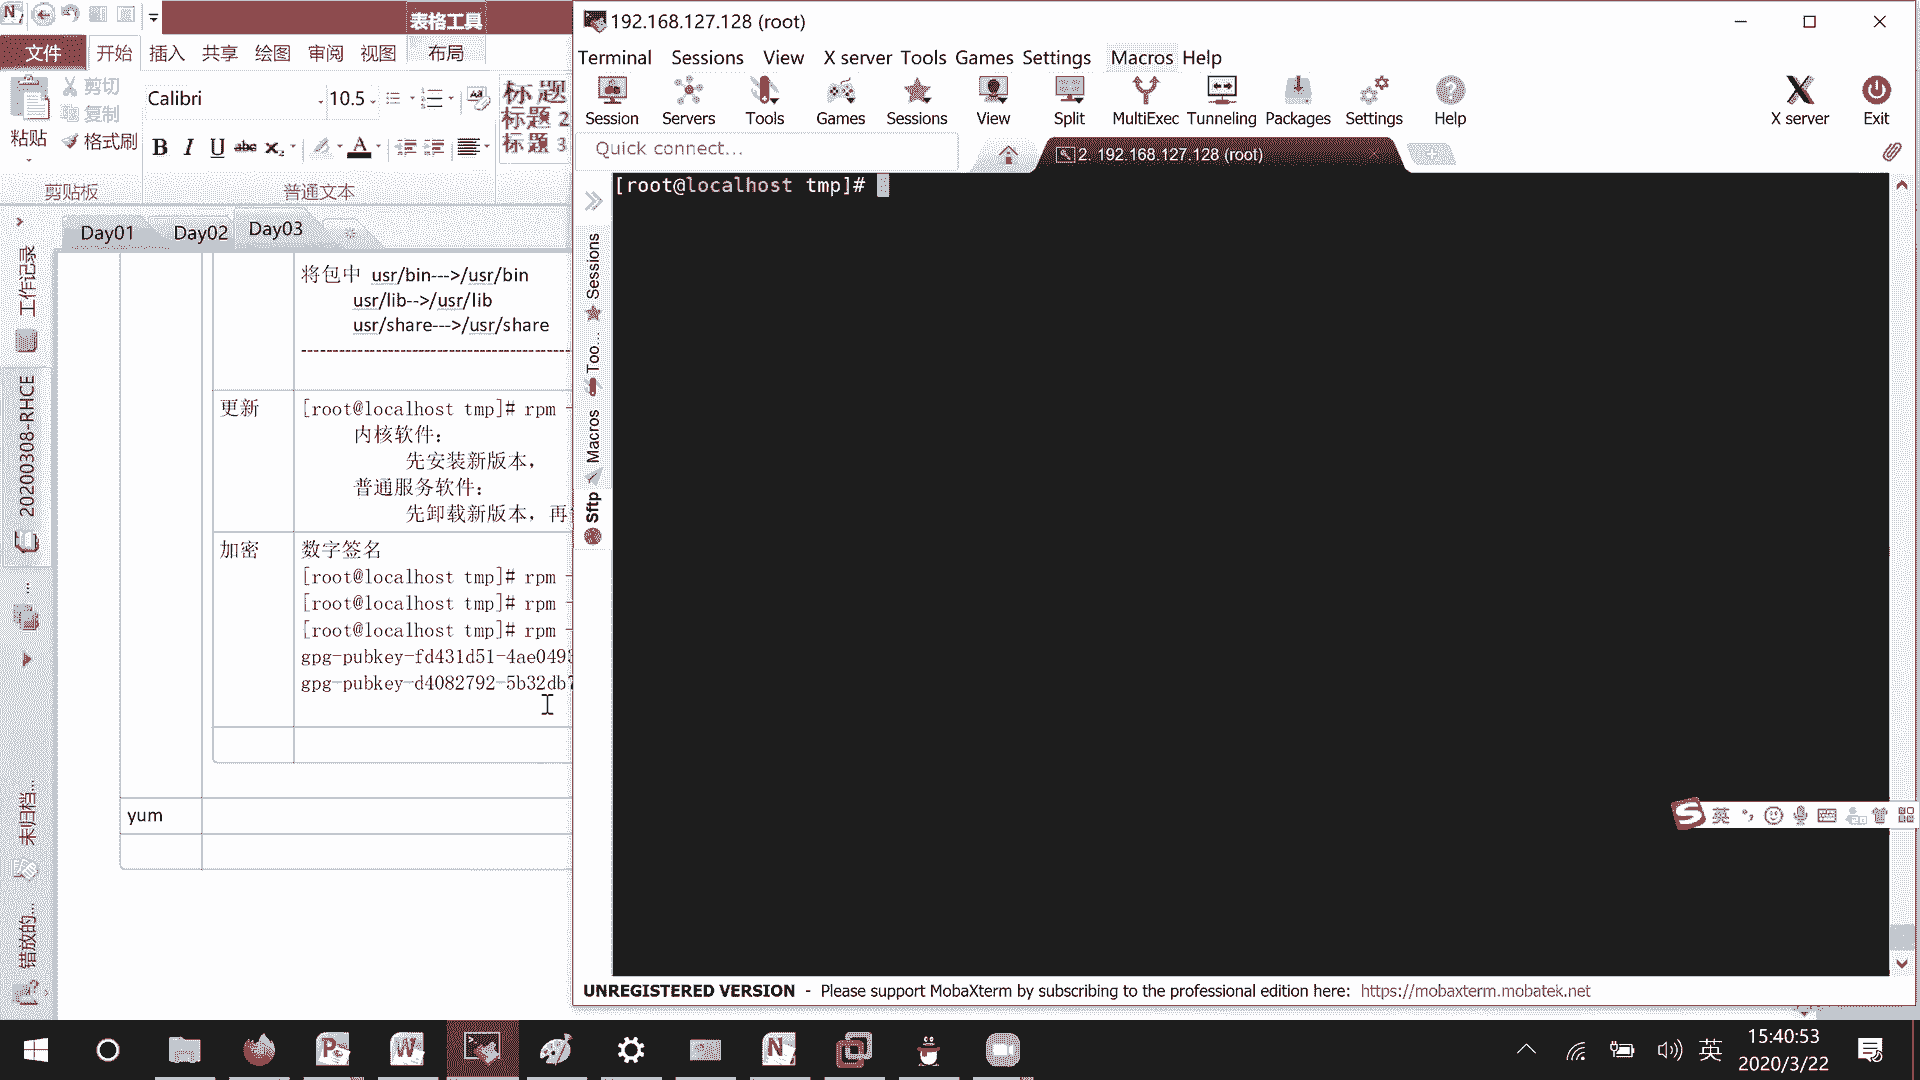 表格工具
文件 开始 插入 共享 绘图 审阅 视图 布局
剪切
复制
粘贴 格式刷
Calibri 10.5
标题
标题 2
标题 3
剪贴板 普通文本
Day01 Day02 Day03
工作记录
20200308-RHCE
未归档...
错放的...
将包中 usr/bin--->/usr/bin
usr/lib-->/usr/lib
usr/share--->/usr/share
更新 [root@localhost tmp]# rpm
内核软件：
先安装新版本，
普通服务软件：
先卸载新版本，再
加密 数字签名
[root@localhost tmp]# rpm
[root@localhost tmp]# rpm
[root@localhost tmp]# rpm
gpg-pubkey-fd431d51-4ae0493
gpg-pubkey-d4082792-5b32db7
yum
192.168.127.128 (root)
Terminal Sessions View X server Tools Games Settings Macros Help
Session Servers Tools Games Sessions View Split MultiExec Tunneling Packages Settings Help X server Exit
Quick connect...
2. 192.168.127.128 (root)
[root@localhost tmp]#
Sessions
Too...
Macros
Sftp
英
UNREGISTERED VERSION - Please support MobaXterm by subscribing to the professional edition here: https://mobaxterm.mobatek.net
英
15:40:53
2020/3/22